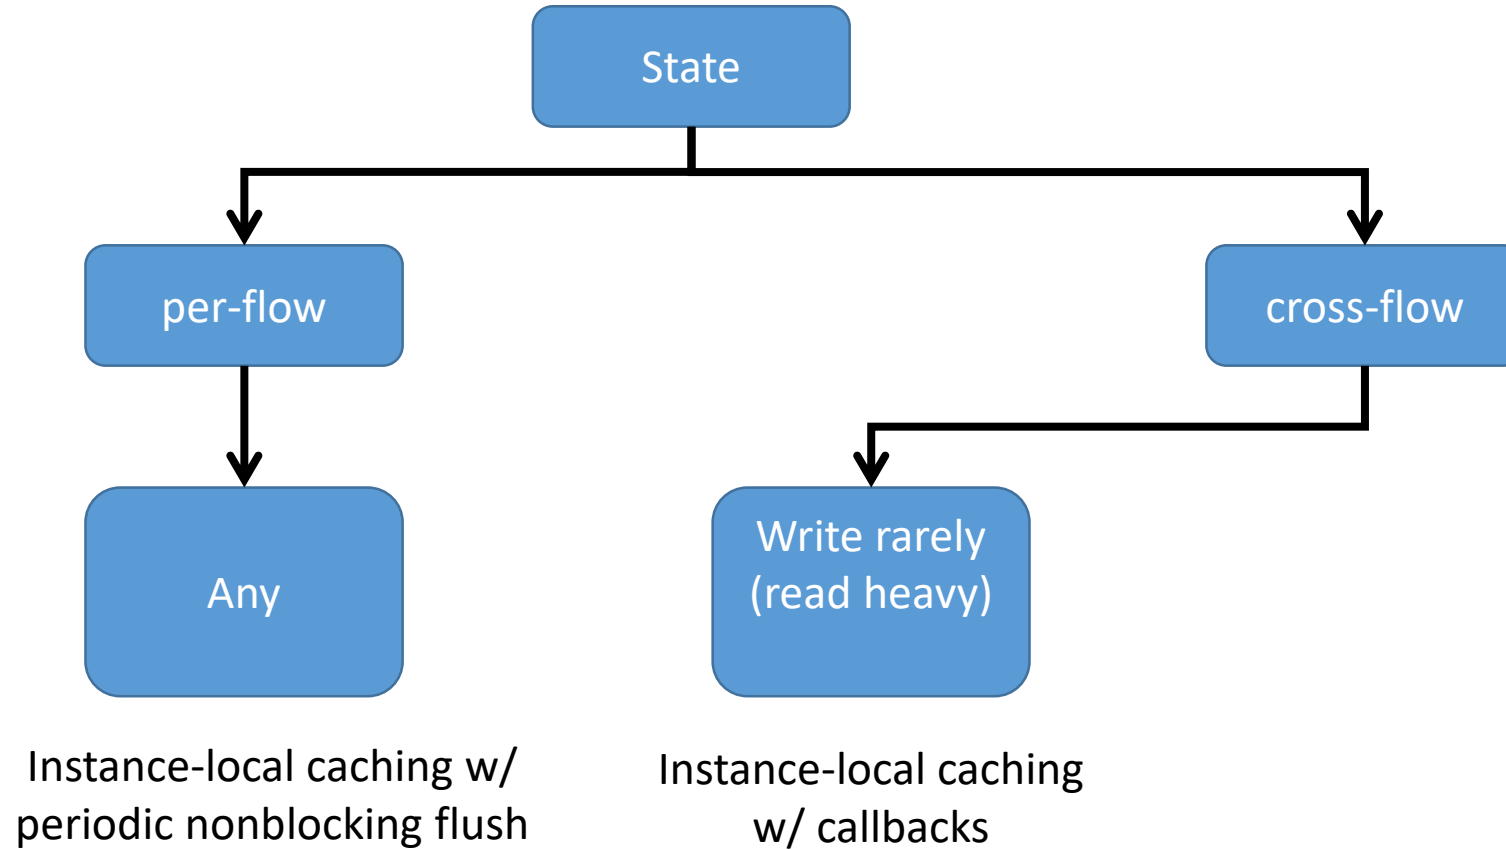 State
per-flow
cross-flow
Any
Write rarely
(read heavy)
Instance-local caching w/
periodic nonblocking flush
Instance-local caching
w/ callbacks